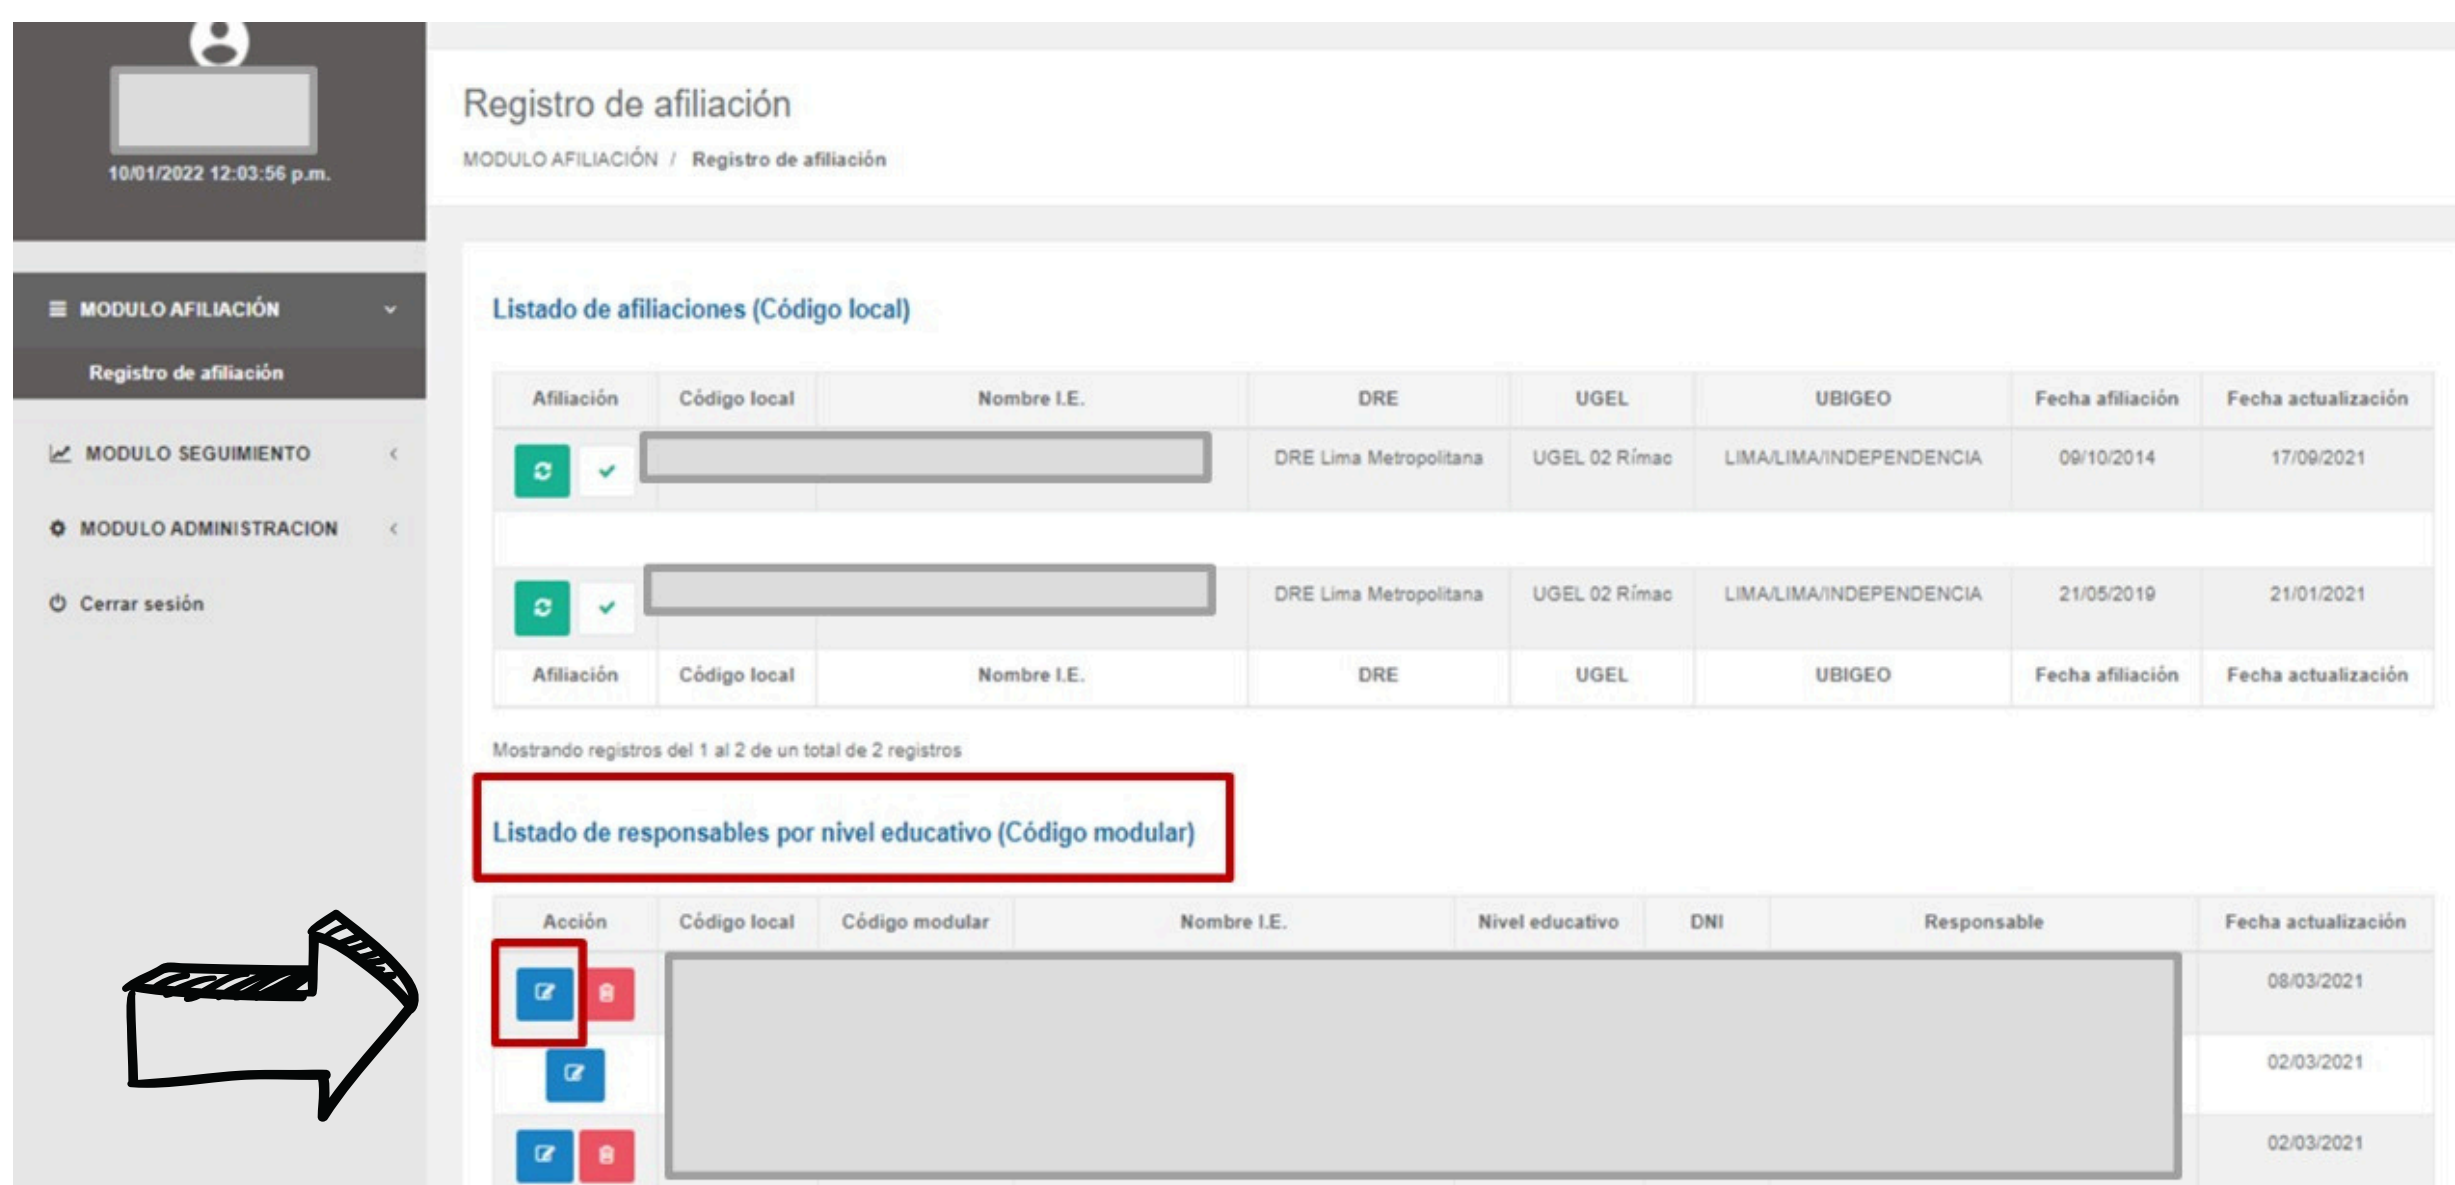 10/01/2022 12:03:56 p.m.
MODULO AFILIACIÓN
Registro de afiliación
MODULO SEGUIMIENTO
MODULO ADMINISTRACION
Cerrar sesión
Registro de afiliación
MODULO AFILIACIÓN / Registro de afiliación
Listado de afiliaciones (Código local)
Afiliación Código local Nombre I.E. DRE UGEL UBIGEO Fecha afiliación Fecha actualización
DRE Lima Metropolitana UGEL 02 Rímac LIMA/LIMA/INDEPENDENCIA 09/10/2014 17/09/2021
DRE Lima Metropolitana UGEL 02 Rímac LIMA/LIMA/INDEPENDENCIA 21/05/2019 21/01/2021
Afiliación Código local Nombre I.E. DRE UGEL UBIGEO Fecha afiliación Fecha actualización
Mostrando registros del 1 al 2 de un total de 2 registros
Listado de responsables por nivel educativo (Código modular)
Acción Código local Código modular Nombre I.E. Nivel educativo DNI Responsable Fecha actualización
08/03/2021
02/03/2021
02/03/2021